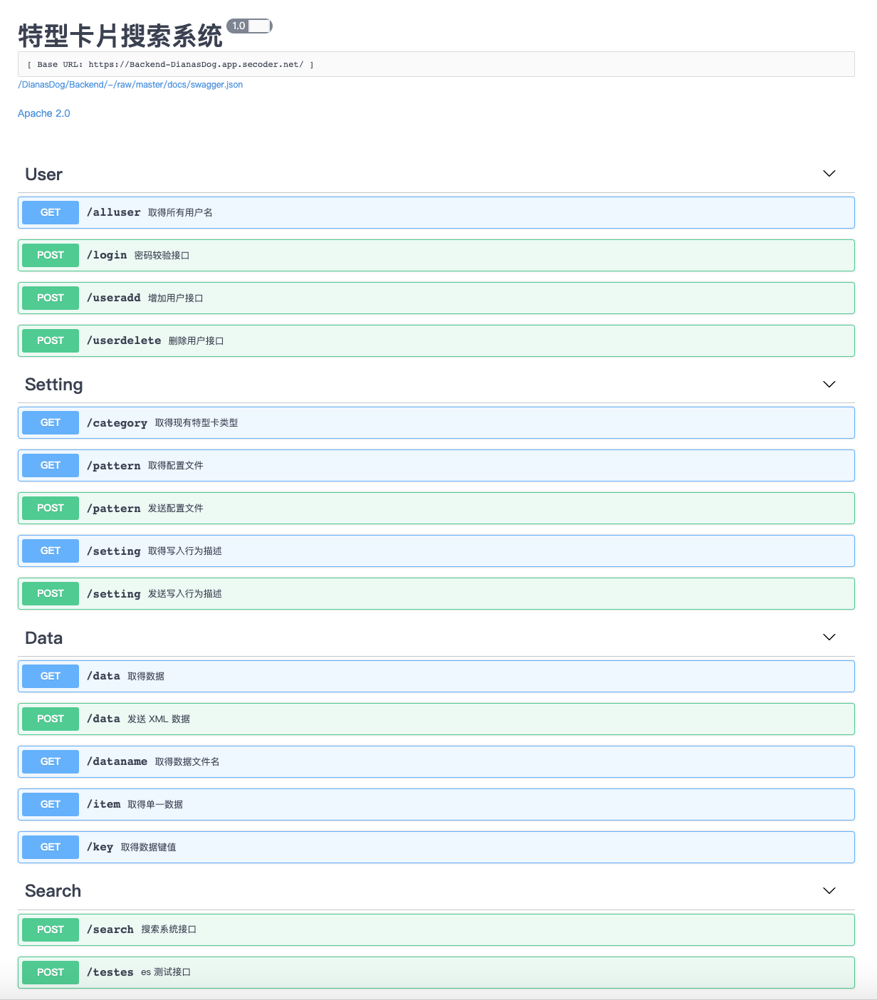 特型卡片搜索系统 1.0
[ Base URL: https://Backend-DianasDog.app.secoder.net/ ]
/DianasDog/Backend/-/raw/master/docs/swagger.json
Apache 2.0
User
GET /alluser 取得所有用户名
POST /login 密码较验接口
POST /useradd 增加用户接口
POST /userdelete 删除用户接口
Setting
GET /category 取得现有特型卡类型
GET /pattern 取得配置文件
POST /pattern 发送配置文件
GET /setting 取得写入行为描述
POST /setting 发送写入行为描述
Data
GET /data 取得数据
POST /data 发送 XML 数据
GET /dataname 取得数据文件名
GET /item 取得单一数据
GET /key 取得数据键值
Search
POST /search 搜索系统接口
POST /testes es 测试接口